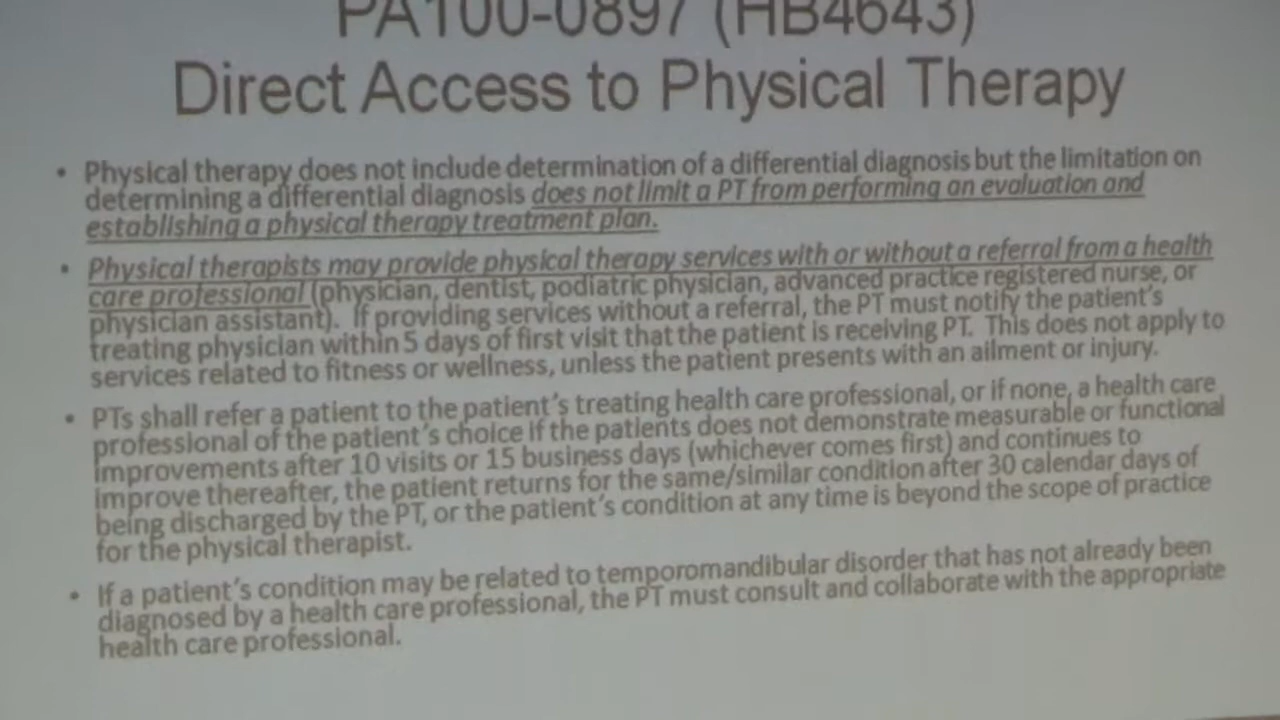 PA100-0897 (HB4643)
Direct Access to Physical Therapy
• Physical therapy does not include determination of a differential diagnosis but the limitation on
determining a differential diagnosis does not limit a PT from performing an evaluation and
establishing a physical therapy treatment plan.
• Physical therapists may provide physical therapy services with or without a referral from a health
care professional (physician, dentist, podiatric physician, advanced practice registered nurse, or
physician assistant). If providing services without a referral, the PT must notify the patient's
treating physician within 5 days of first visit that the patient is receiving PT. This does not apply to
services related to fitness or wellness, unless the patient presents with an ailment or injury.
• PTs shall refer a patient to the patient's treating health care professional, or if none, a health care
professional of the patient's choice if the patients does not demonstrate measurable or functional
improvements after 10 visits or 15 business days (whichever comes first) and continues to
improve thereafter, the patient returns for the same/similar condition after 30 calendar days of
being discharged by the PT, or the patient's condition at any time is beyond the scope of practice
for the physical therapist.
• If a patient's condition may be related to temporomandibular disorder that has not already been
diagnosed by a health care professional, the PT must consult and collaborate with the appropriate
health care professional.